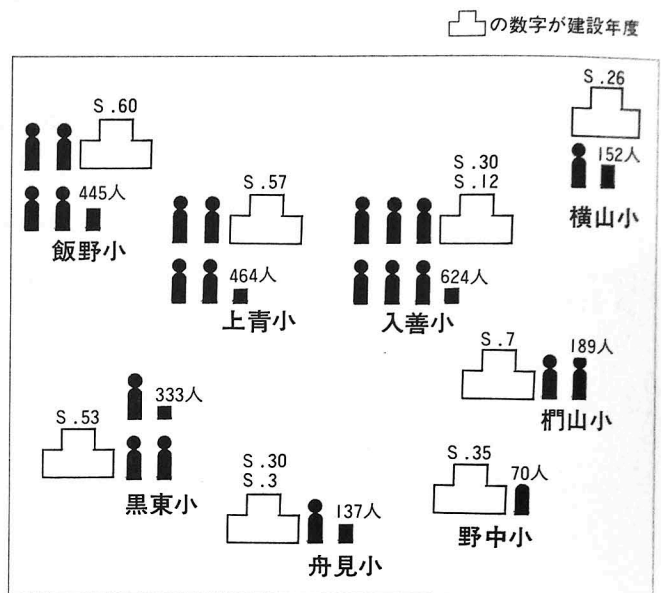 の数字が建設年度
S.60
445人
飯野小
S.57
464人
上青小
S.30
S.12
624人
入善小
S.26
152人
横山小
S.7
189人
椚山小
S.53
333人
黒東小
S.30
S.3
137人
舟見小
S.35
70人
野中小